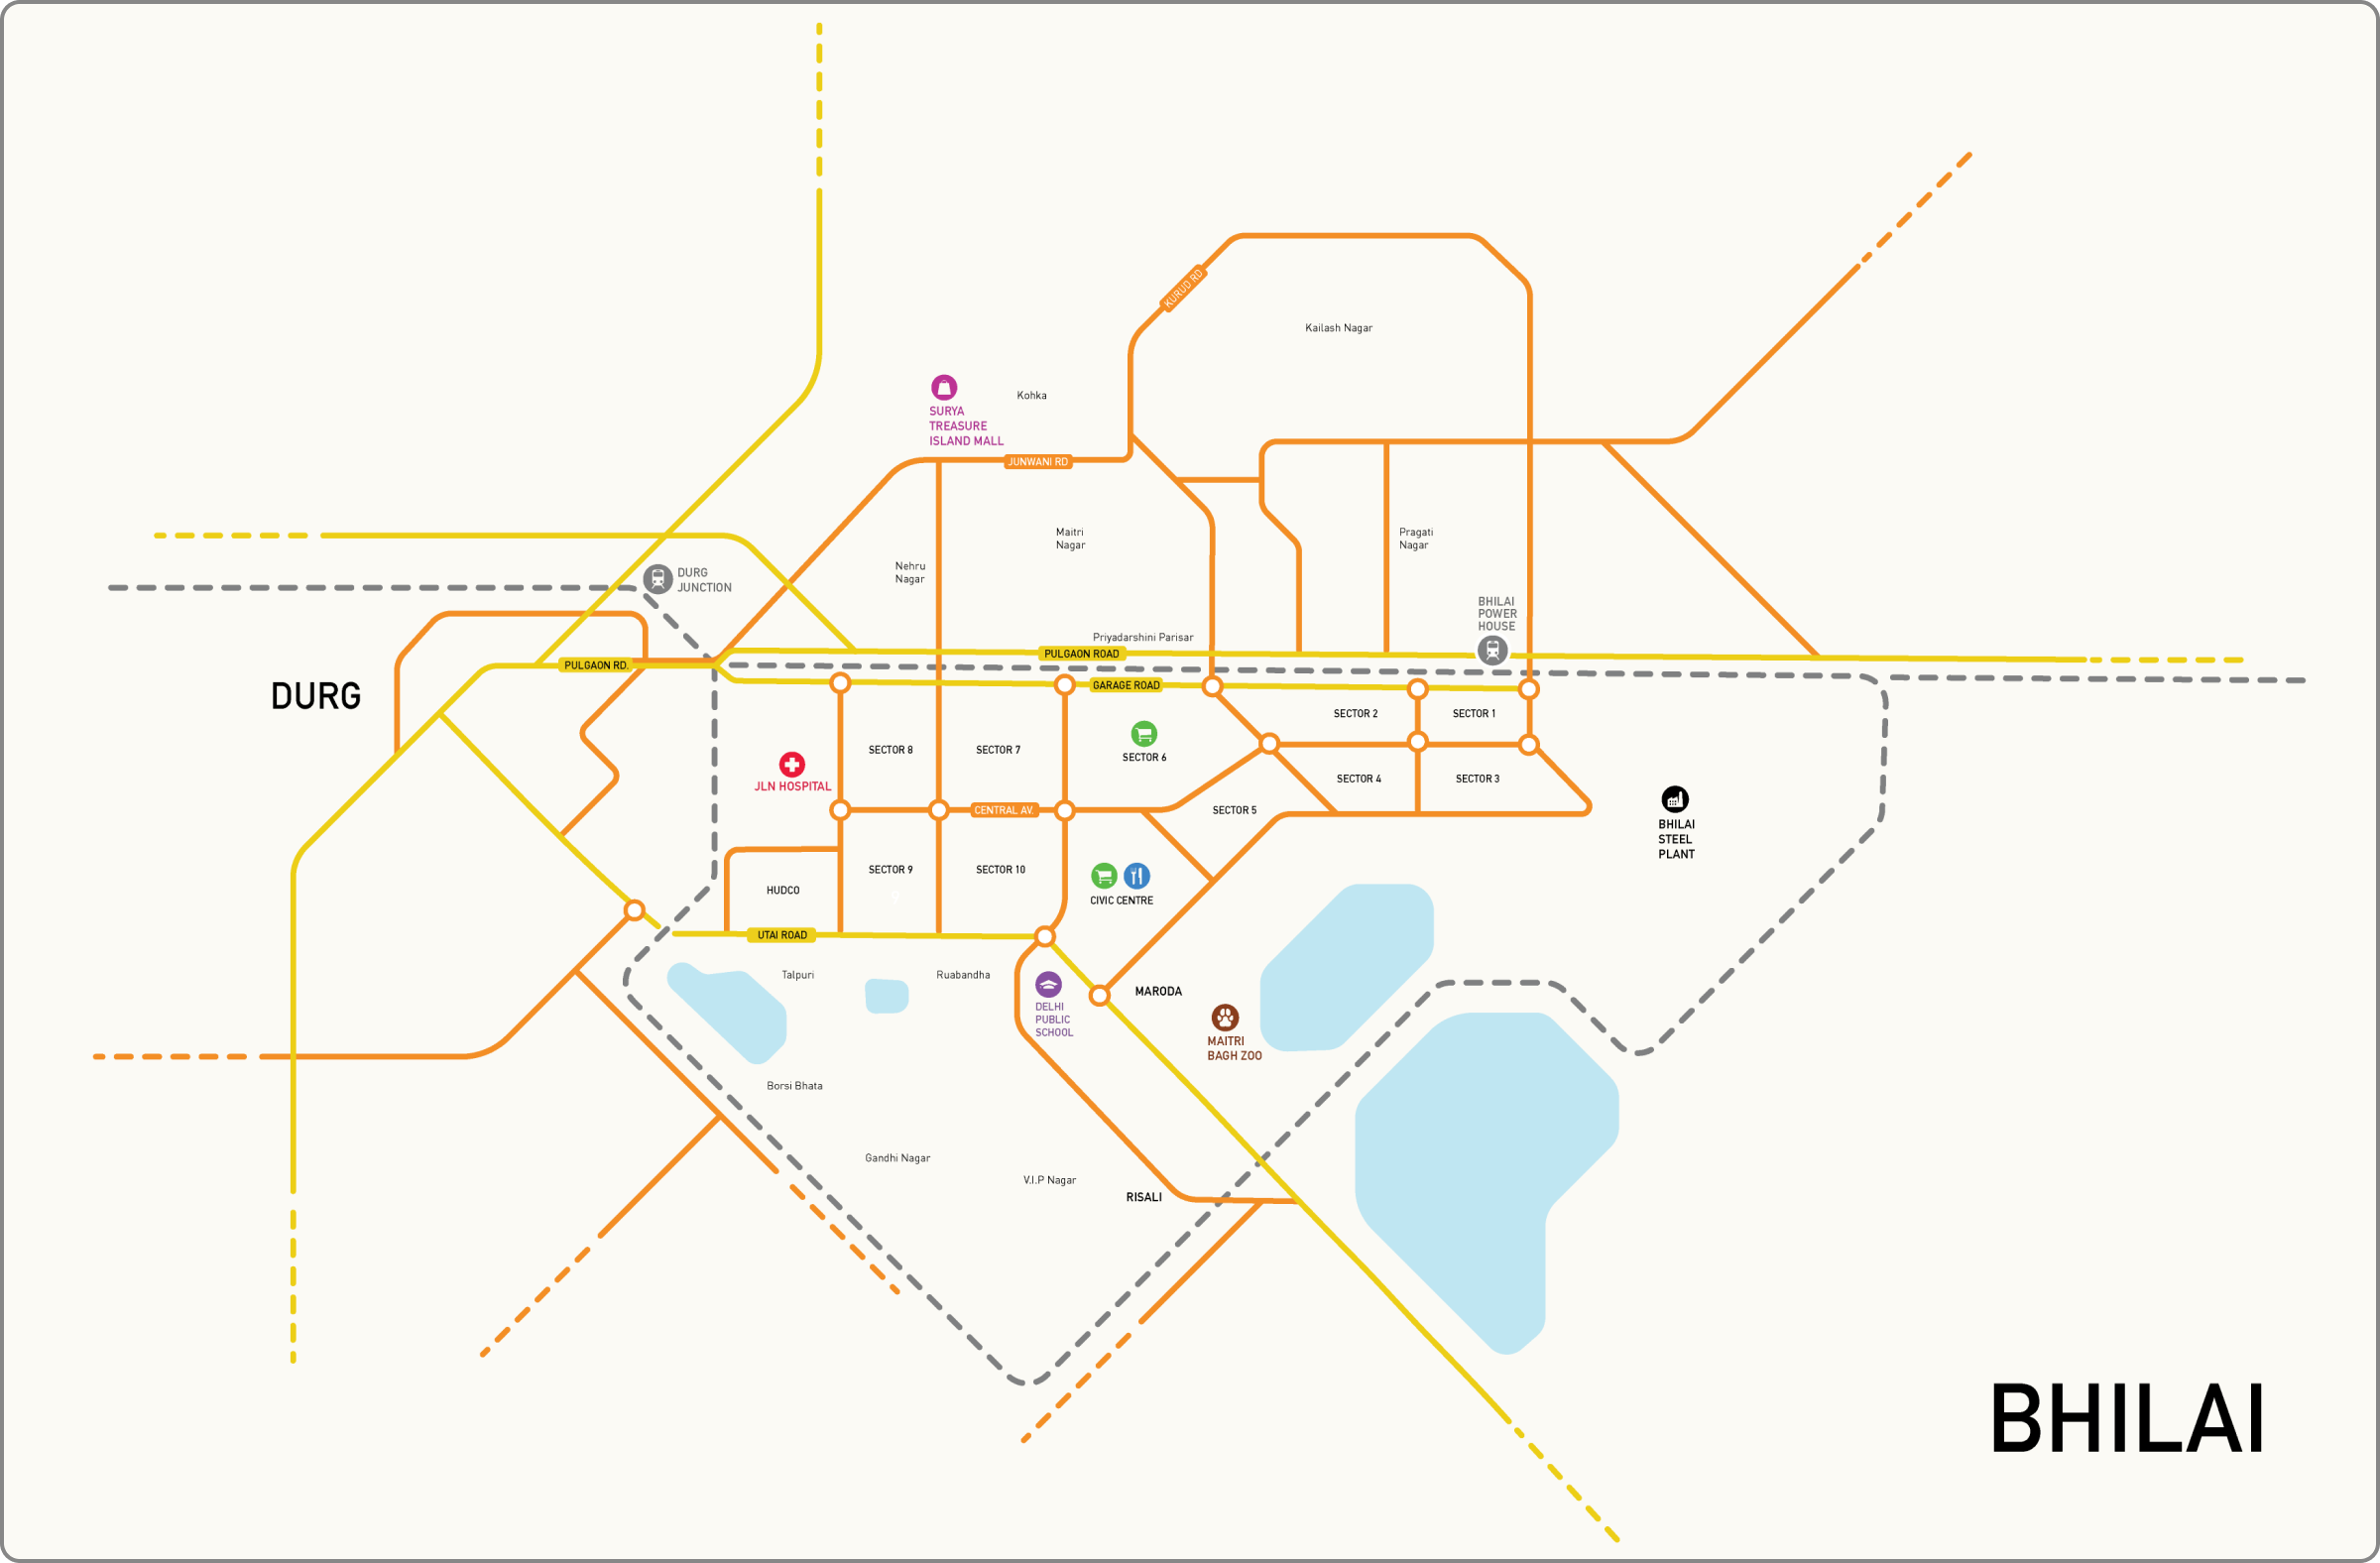 KURUD RD
Kailash Nagar
Kohka
SURYA
TREASURE
ISLAND MALL
JUNWANI RD
Maitri
Nagar
Pragati
Nagar
Nehru
Nagar
DURG
JUNCTION
BHILAI
POWER
HOUSE
Priyadarshini Parisar
PULGAON ROAD
PULGAON RD.
GARAGE ROAD
DURG
SECTOR 2
SECTOR 1
SECTOR 8
SECTOR 7
SECTOR 6
JLN HOSPITAL
SECTOR 4
SECTOR 3
CENTRAL AV.
SECTOR 5
BHILAI
STEEL
PLANT
SECTOR 9
SECTOR 10
HUDCO
?
CIVIC CENTRE
UTAI ROAD
Talpuri
Ruabandha
MARODA
DELHI
PUBLIC
SCHOOL
MAITRI
BAGH ZOO
Borsi Bhata
Gandhi Nagar
V.I.P Nagar
RISALI
BHILAI